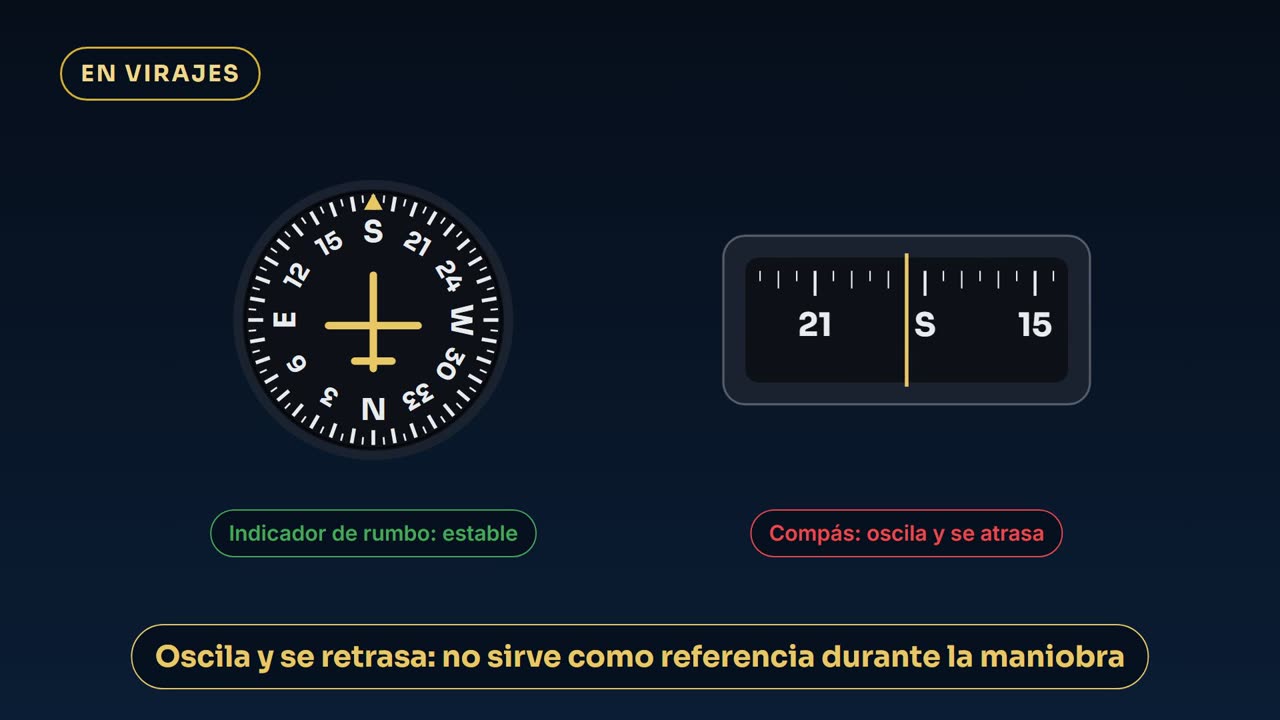 EN VIRAJES
S
21
24
W
30
33
N
3
6
E
12
15
21
S
15
Indicador de rumbo: estable
Compás: oscila y se atrasa
Oscila y se retrasa: no sirve como referencia durante la maniobra